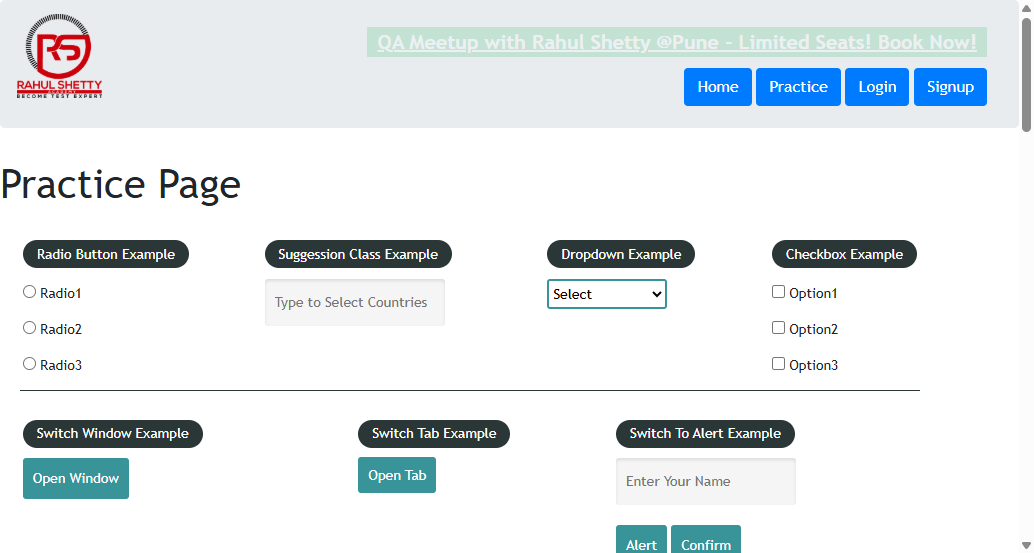 RS
RAHUL SHETTY
ACADEMY
BECOME TEST EXPERT
QA Meetup with Rahul Shetty @Pune - Limited Seats! Book Now!
Home Practice Login Signup
Practice Page
Radio Button Example Suggession Class Example Dropdown Example Checkbox Example
Radio1 Type to Select Countries Select Option1
Radio2 Option2
Radio3 Option3
Switch Window Example Switch Tab Example Switch To Alert Example
Open Window Open Tab Enter Your Name
Alert Confirm